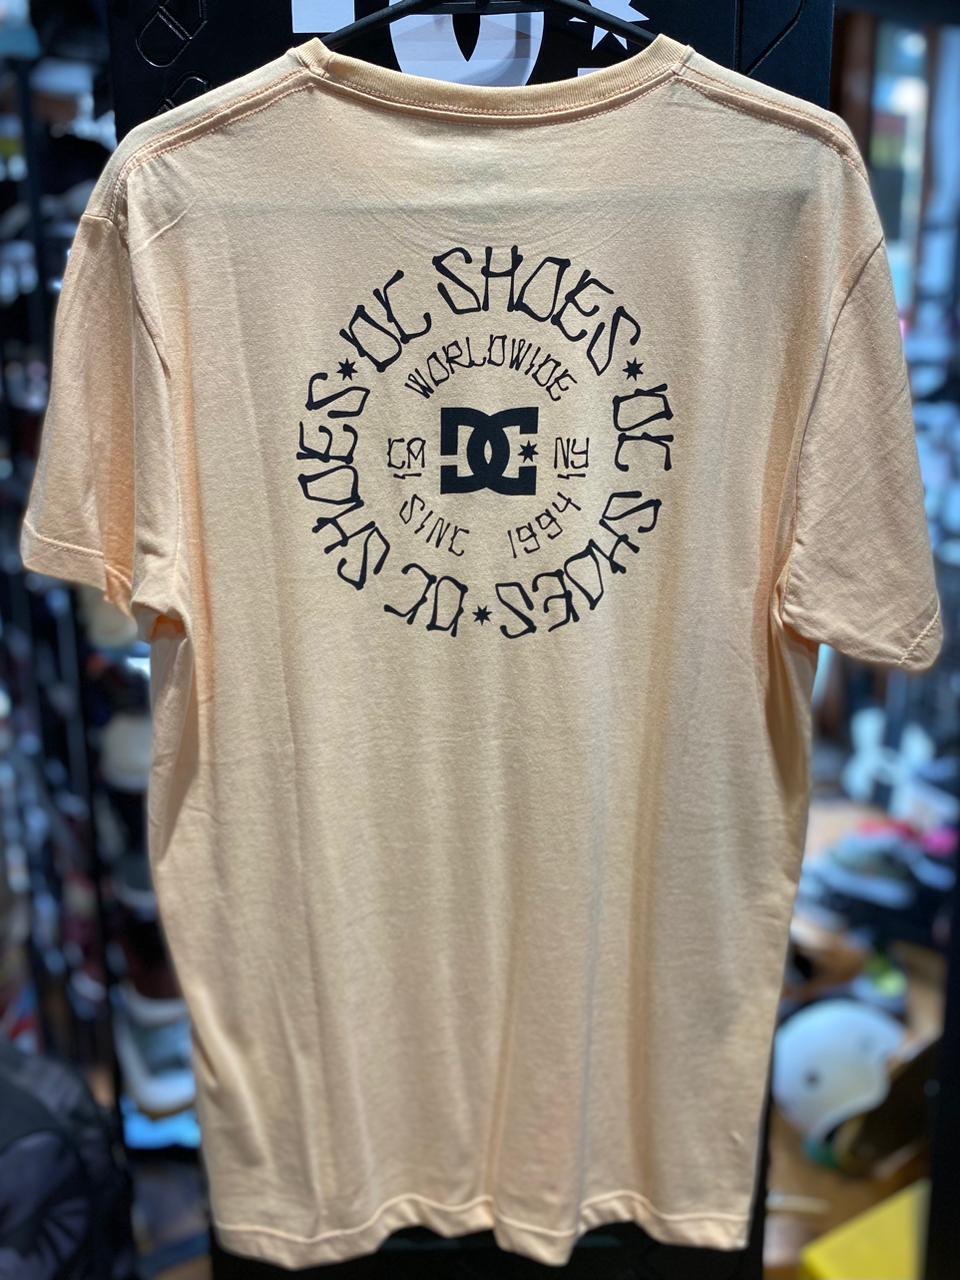 DC SHOES
DC SHOES
DC SHOES
WORLDWIDE
CA
DC
NY
SINC 1994